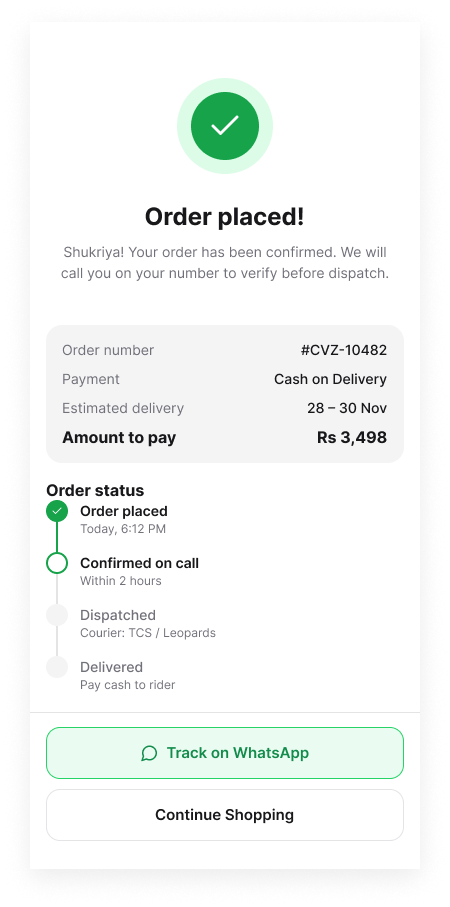 Order placed!
Shukriya! Your order has been confirmed. We will
call you on your number to verify before dispatch.
Order number #CVZ-10482
Payment Cash on Delivery
Estimated delivery 28 – 30 Nov
Amount to pay Rs 3,498
Order status
Order placed
Today, 6:12 PM
Confirmed on call
Within 2 hours
Dispatched
Courier: TCS / Leopards
Delivered
Pay cash to rider
Track on WhatsApp
Continue Shopping